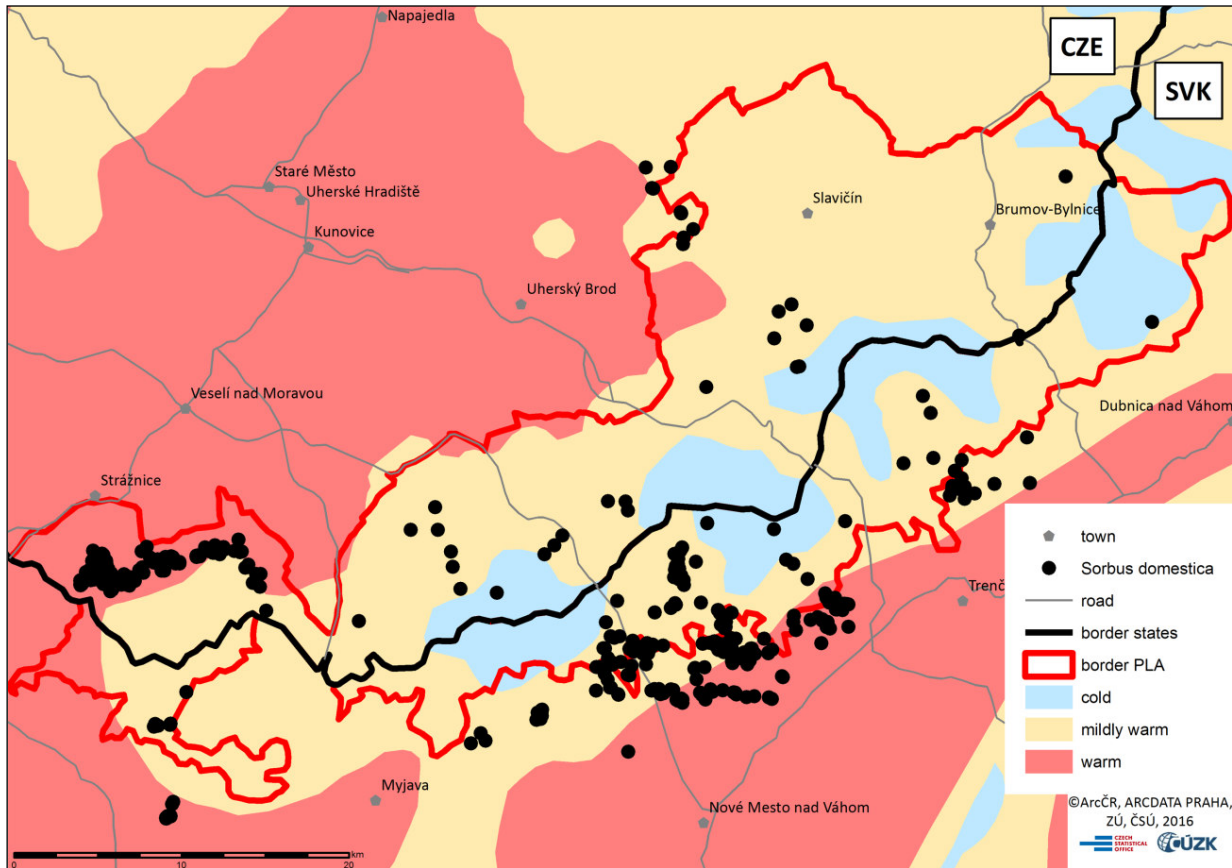 Napajedla
CZE
SVK
Staré Město
Uherské Hradiště
Slavičín
Brumov-Bylnice
Kunovice
Uherský Brod
Veselí nad Moravou
Dubnica nad Váhom
Strážnice
Trenč
Myjava
Nové Mesto nad Váhom
town
Sorbus domestica
road
border states
border PLA
cold
mildly warm
warm
©ArcČR, ARCDATA PRAHA,
ZÚ, ČSÚ, 2016
CZECH
STATISTICAL
OFFICE
ČÚZK
0 10 20 km